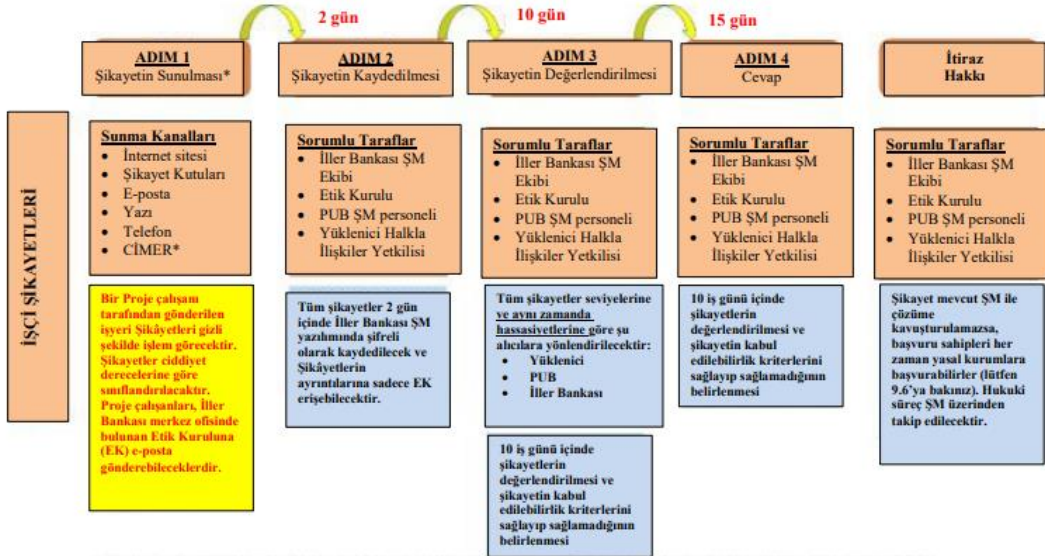 2 gün
10 gün
15 gün
ADIM 1
Şikayetin Sunulması*
ADIM 2
Şikayetin Kaydedilmesi
ADIM 3
Şikayetin Değerlendirilmesi
ADIM 4
Cevap
İtiraz
Hakkı
İŞÇİ ŞİKAYETLERİ
Sunma Kanalları
• İnternet sitesi
• Şikayet Kutuları
• E-posta
• Yazı
• Telefon
• CİMER*
Sorumlu Taraflar
• İller Bankası ŞM
Ekibi
• Etik Kurulu
• PUB ŞM personeli
• Yüklenici Halkla
İlişkiler Yetkilisi
Sorumlu Taraflar
• İller Bankası ŞM
Ekibi
• Etik Kurulu
• PUB ŞM personeli
• Yüklenici Halkla
İlişkiler Yetkilisi
Sorumlu Taraflar
• İller Bankası ŞM
Ekibi
• Etik Kurulu
• PUB ŞM personeli
• Yüklenici Halkla
İlişkiler Yetkilisi
Sorumlu Taraflar
• İller Bankası ŞM
Ekibi
• Etik Kurulu
• PUB ŞM personeli
• Yüklenici Halkla
İlişkiler Yetkilisi
Bir Proje çalışanı
tarafından gönderilen
işyeri Şikâyetleri gizli
şekilde işlem görecektir.
Şikayetler ciddiyet
derecelerine göre
sınıflandırılacaktır.
Proje çalışanları, İller
Bankası merkez ofisinde
bulunan Etik Kuruluna
(EK) e-posta
gönderebileceklerdir.
Tüm şikayetler 2 gün
içinde İller Bankası ŞM
yazılımında şifreli
olarak kaydedilecek ve
Şikâyetlerin
ayrıntılarına sadece EK
erişebilecektir.
Tüm şikayetler seviyelerine
ve aynı zamanda
hassasiyetlerine göre şu
alıcılara yönlendirilecektir:
• Yüklenici
• PUB
• İller Bankası
10 iş günü içinde
şikayetlerin
değerlendirilmesi ve
şikayetin kabul
edilebilirlik kriterlerini
sağlayıp sağlamadığının
belirlenmesi
10 iş günü içinde
şikayetlerin
değerlendirilmesi ve
şikayetin kabul
edilebilirlik kriterlerini
sağlayıp sağlamadığının
belirlenmesi
Şikayet mevcut ŞM ile
çözüme
kavuşturulamazsa,
başvuru sahipleri her
zaman yasal kurumlara
başvurabilirler (lütfen
9.6'ya bakınız). Hukuki
süreç ŞM üzerinden
takip edilecektir.